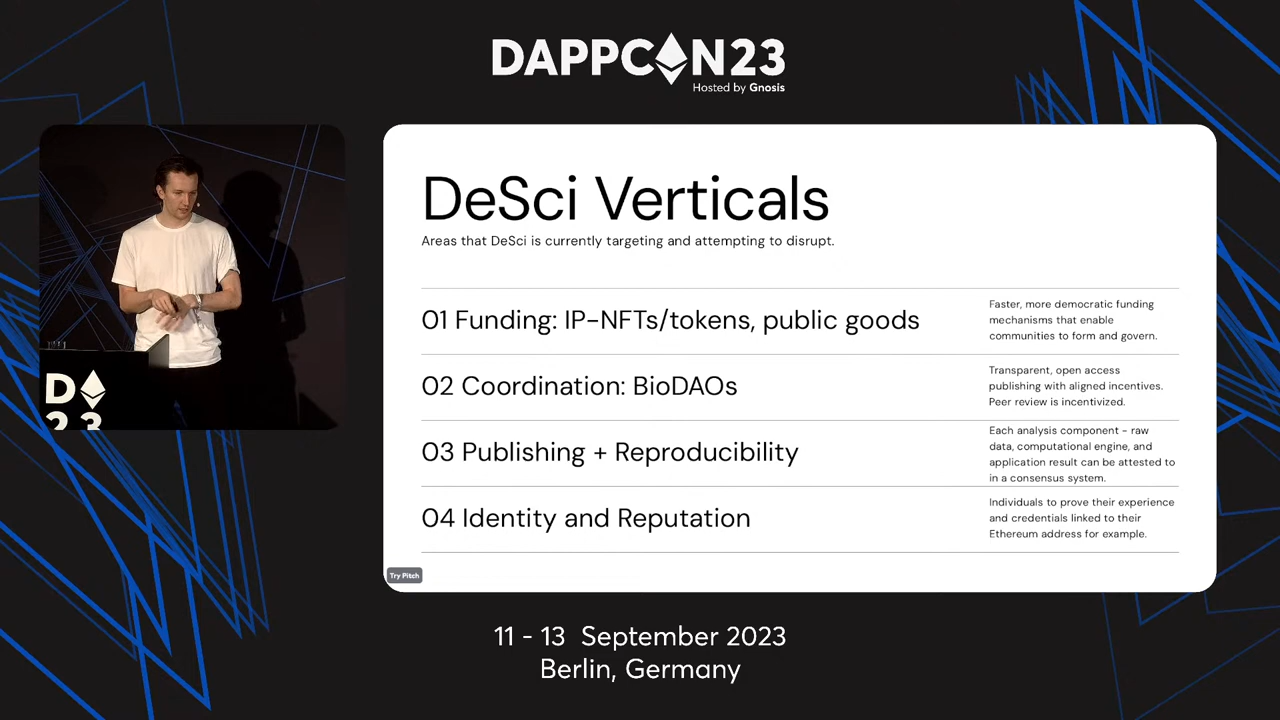 DAPPCON23
Hosted by Gnosis
DeSci Verticals
Areas that DeSci is currently targeting and attempting to disrupt.
01 Funding: IP-NFTs/tokens, public goods
Faster, more democratic funding
mechanisms that enable
communities to form and govern.
02 Coordination: BioDAOs
Transparent, open access
publishing with aligned incentives.
Peer review is incentivized.
03 Publishing + Reproducibility
Each analysis component - raw
data, computational engine, and
application result can be attested to
in a consensus system.
04 Identity and Reputation
Individuals to prove their experience
and credentials linked to their
Ethereum address for example.
Try Pitch
D
23
11 - 13 September 2023
Berlin, Germany